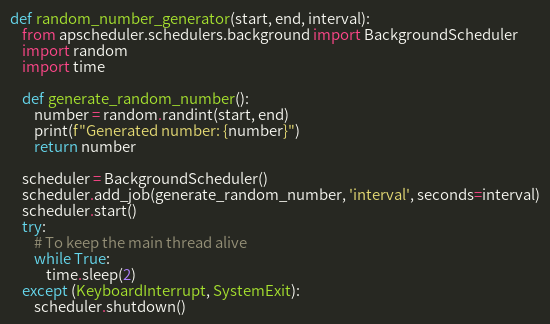 def random_number_generator(start, end, interval):
    from apscheduler.schedulers.background import BackgroundScheduler
    import random
    import time

    def generate_random_number():
        number = random.randint(start, end)
        print(f"Generated number: {number}")
        return number

    scheduler = BackgroundScheduler()
    scheduler.add_job(generate_random_number, 'interval', seconds=interval)
    scheduler.start()
    try:
        # To keep the main thread alive
        while True:
            time.sleep(2)
    except (KeyboardInterrupt, SystemExit):
        scheduler.shutdown()